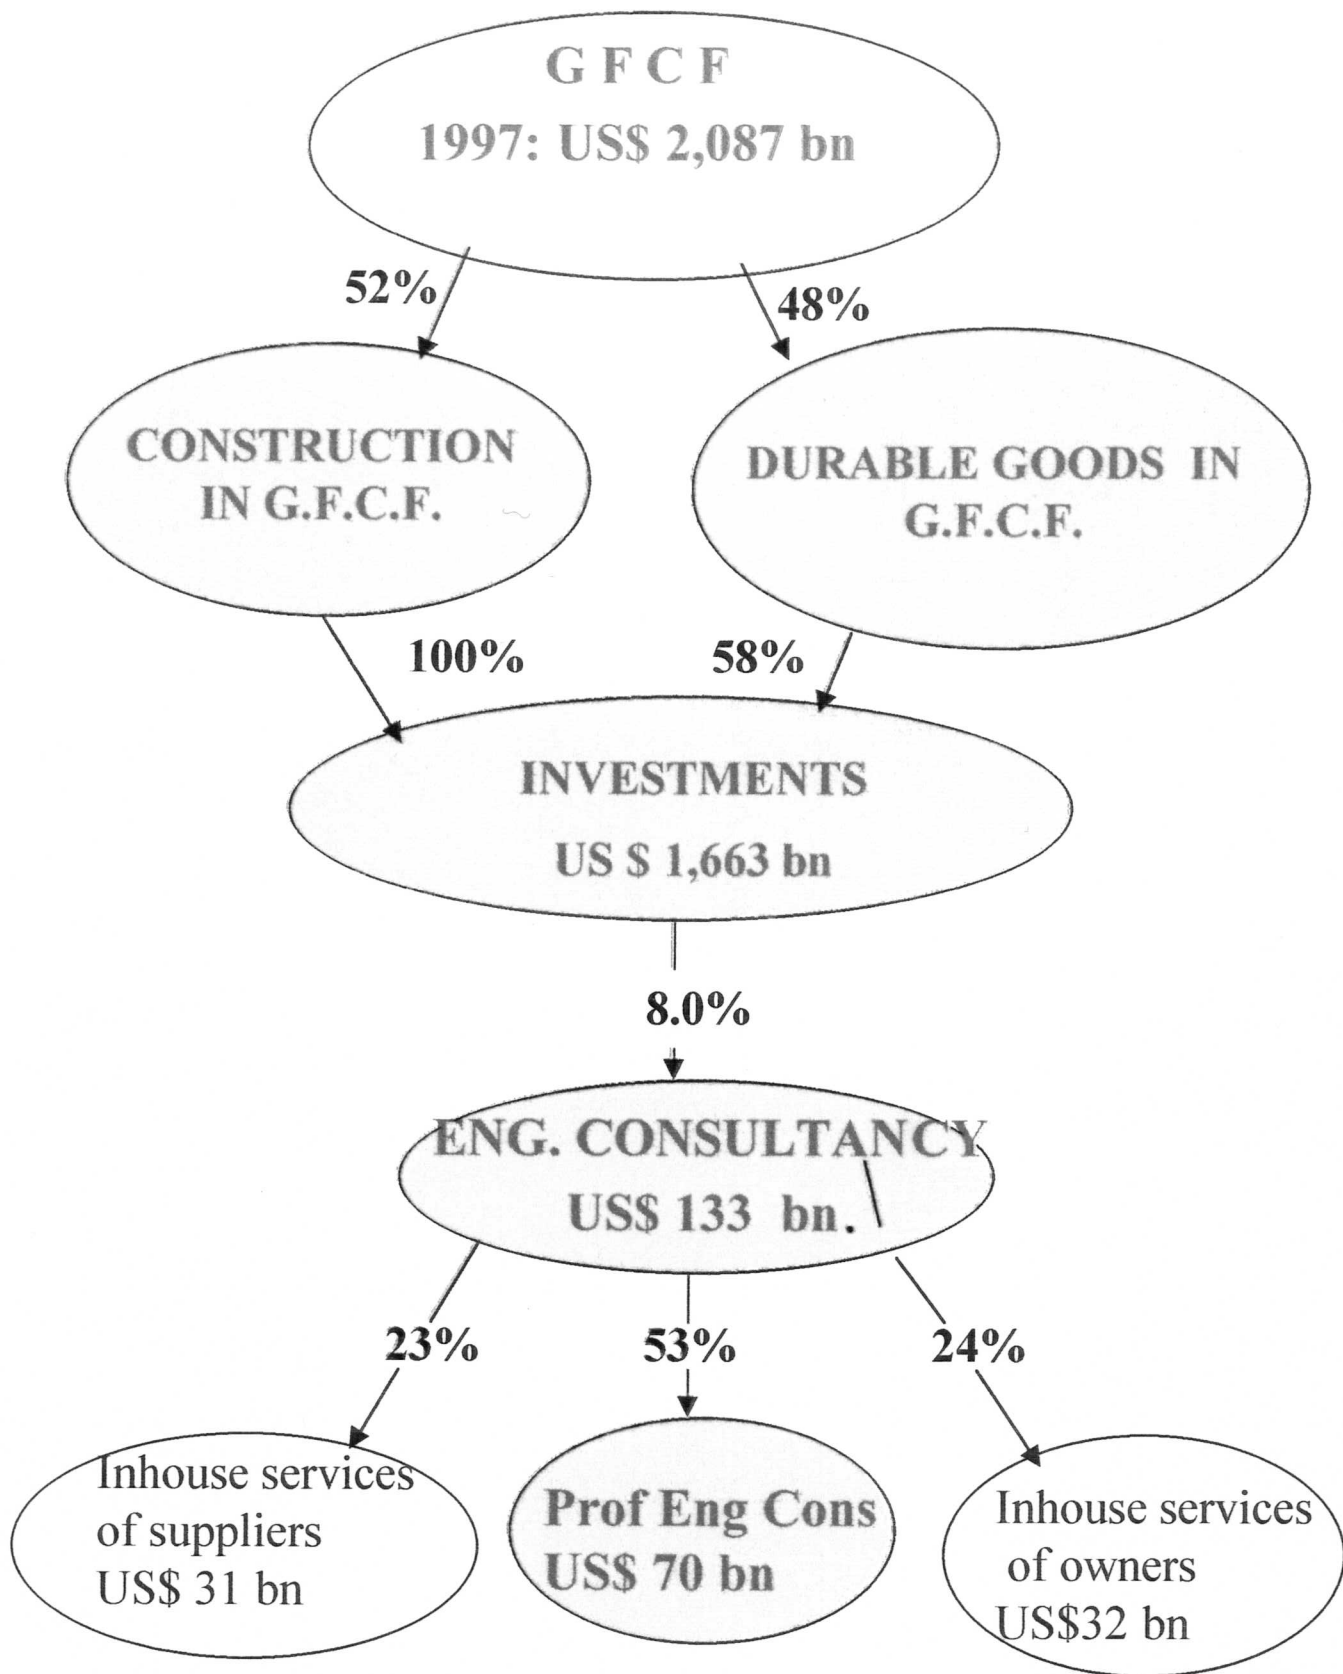 G F C F
1997: US$ 2,087 bn
52%
48%
CONSTRUCTION
IN G.F.C.F.
DURABLE GOODS IN
G.F.C.F.
100%
58%
INVESTMENTS
US $ 1,663 bn
8.0%
ENG. CONSULTANCY
US$ 133 bn.
23%
53%
24%
Inhouse services
of suppliers
US$ 31 bn
Prof Eng Cons
US$ 70 bn
Inhouse services
of owners
US$32 bn